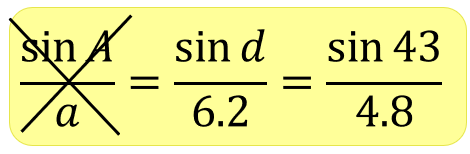 sin A / a = sin d / 6.2 = sin 43 / 4.8